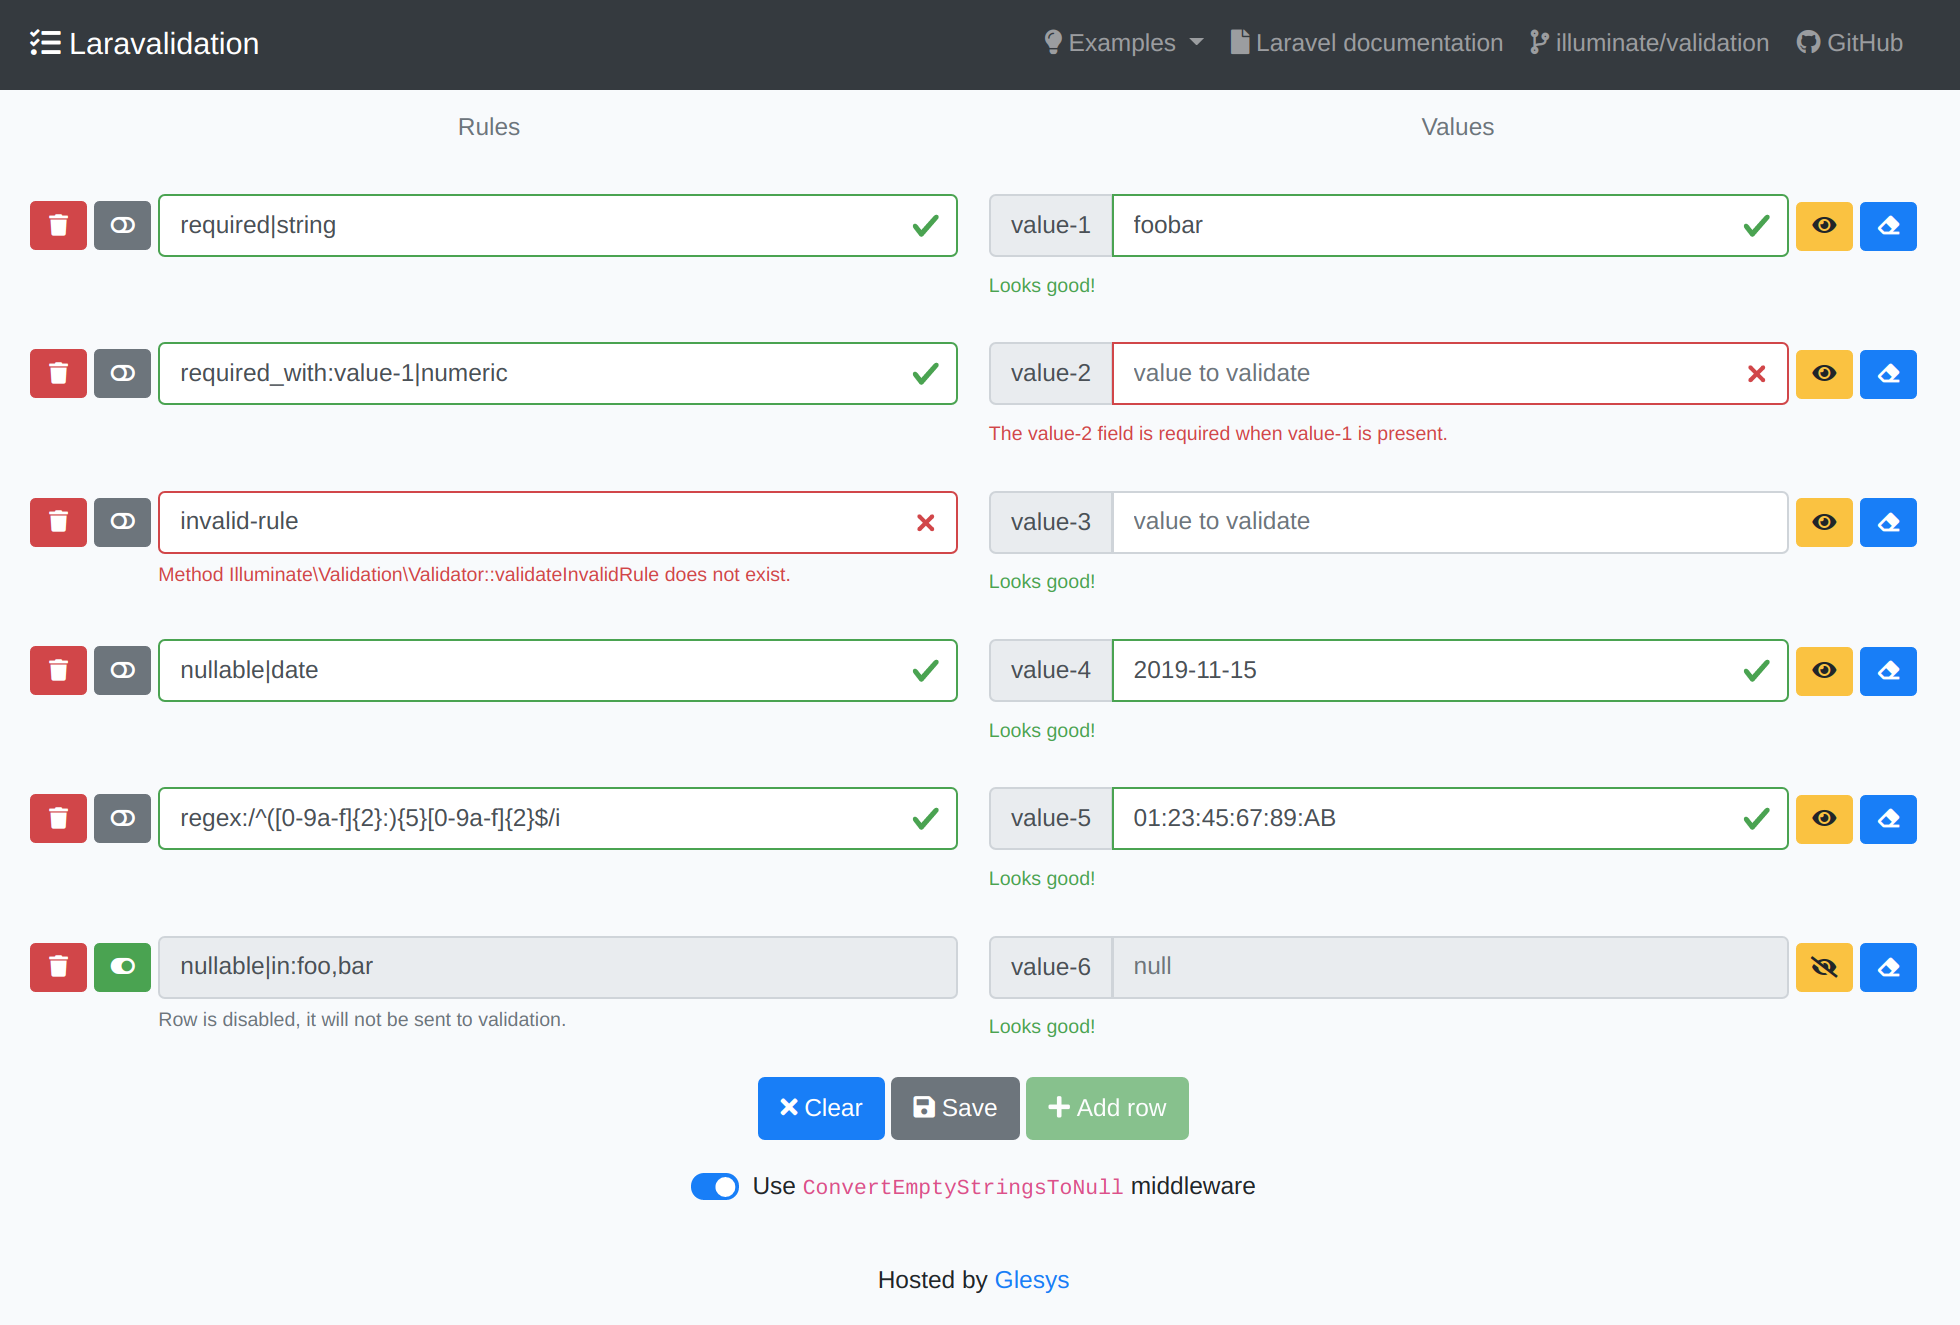 Laravalidation
Examples
Laravel documentation
illuminate/validation
GitHub
Rules
Values
required|string
value-1
foobar
Looks good!
required_with:value-1|numeric
value-2
value to validate
The value-2 field is required when value-1 is present.
invalid-rule
value-3
value to validate
Method Illuminate\Validation\Validator::validateInvalidRule does not exist.
Looks good!
nullable|date
value-4
2019-11-15
Looks good!
regex:/^([0-9a-f]{2}:){5}[0-9a-f]{2}$/i
value-5
01:23:45:67:89:AB
Looks good!
nullable|in:foo,bar
value-6
null
Row is disabled, it will not be sent to validation.
Looks good!
Clear
Save
Add row
Use ConvertEmptyStringsToNull middleware
Hosted by Glesys